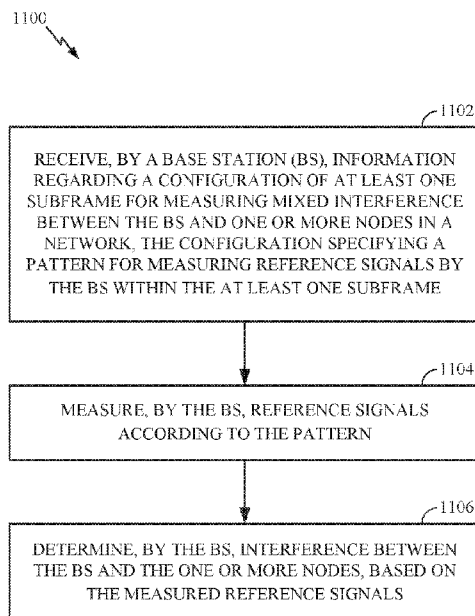 1100
1102
RECEIVE, BY A BASE STATION (BS), INFORMATION
REGARDING A CONFIGURATION OF AT LEAST ONE
SUBFRAME FOR MEASURING MIXED INTERFERENCE
BETWEEN THE BS AND ONE OR MORE NODES IN A
NETWORK, THE CONFIGURATION SPECIFYING A
PATTERN FOR MEASURING REFERENCE SIGNALS BY
THE BS WITHIN THE AT LEAST ONE SUBFRAME
1104
MEASURE, BY THE BS, REFERENCE SIGNALS
ACCORDING TO THE PATTERN
1106
DETERMINE, BY THE BS, INTERFERENCE BETWEEN
THE BS AND THE ONE OR MORE NODES, BASED ON
THE MEASURED REFERENCE SIGNALS